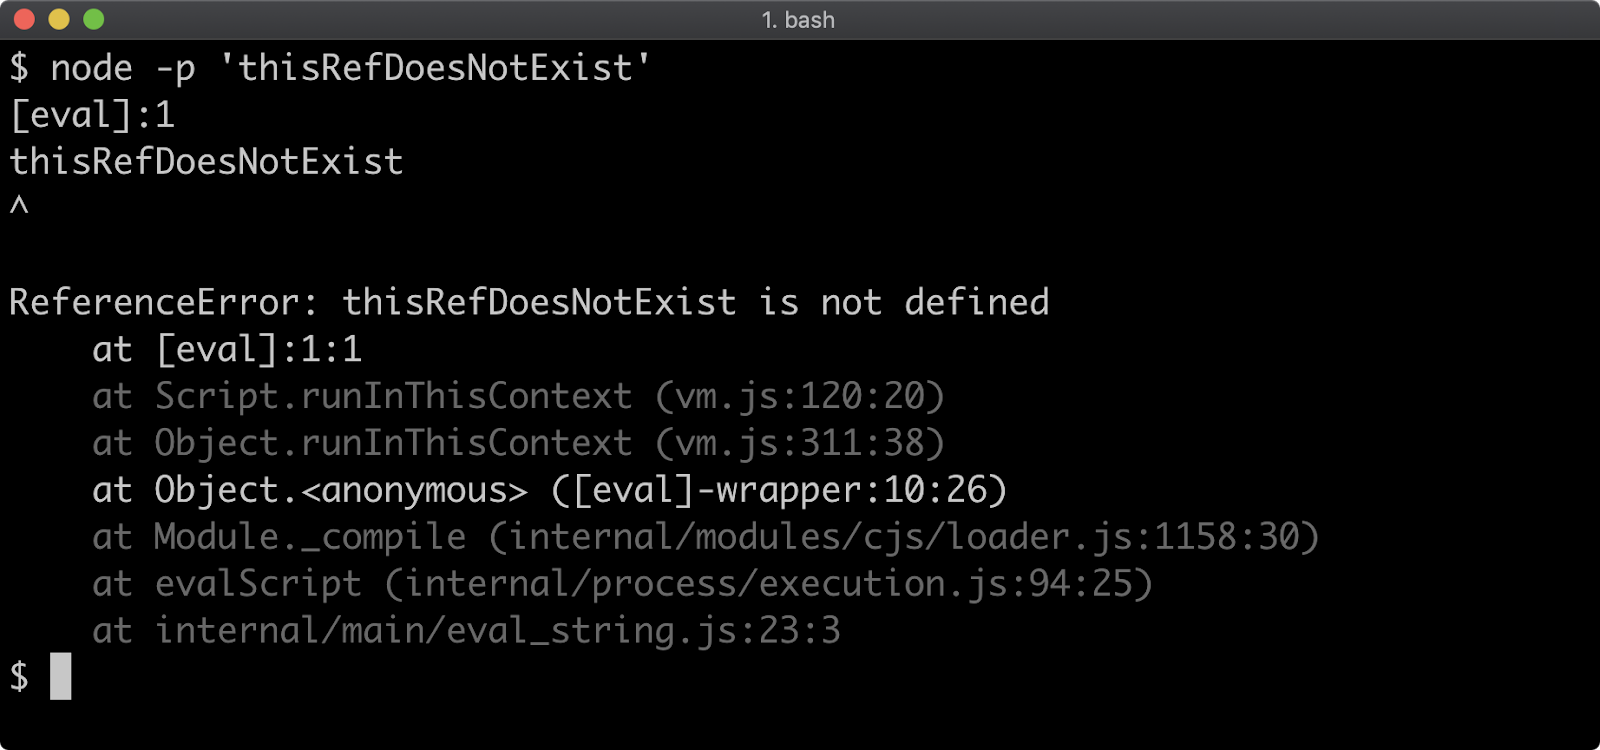 1. bash
$ node -p 'thisRefDoesNotExist'
[eval]:1
thisRefDoesNotExist
^
ReferenceError: thisRefDoesNotExist is not defined
    at [eval]:1:1
    at Script.runInThisContext (vm.js:120:20)
    at Object.runInThisContext (vm.js:311:38)
    at Object.<anonymous> ([eval]-wrapper:10:26)
    at Module._compile (internal/modules/cjs/loader.js:1158:30)
    at evalScript (internal/process/execution.js:94:25)
    at internal/main/eval_string.js:23:3
$